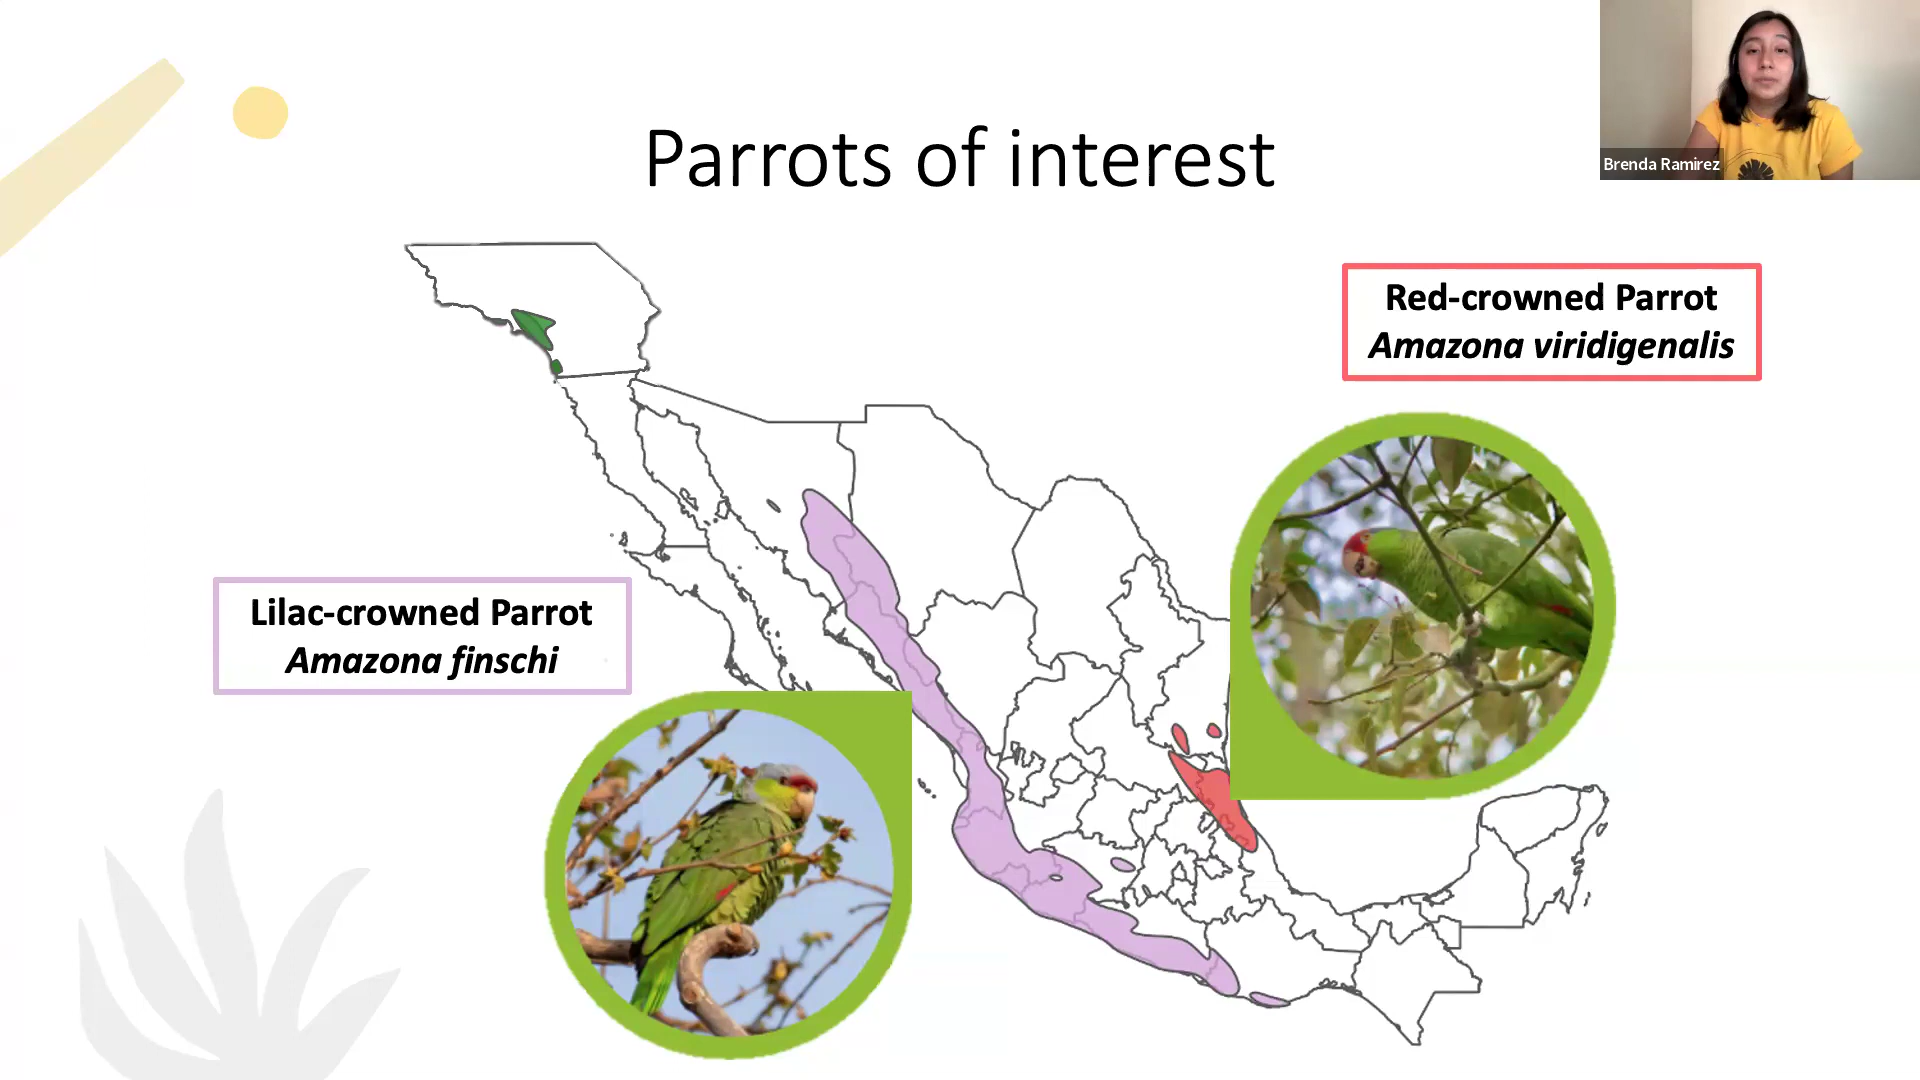 Parrots of interest
Brenda Ramirez
Red-crowned Parrot
Amazona viridigenalis
Lilac-crowned Parrot
Amazona finschi